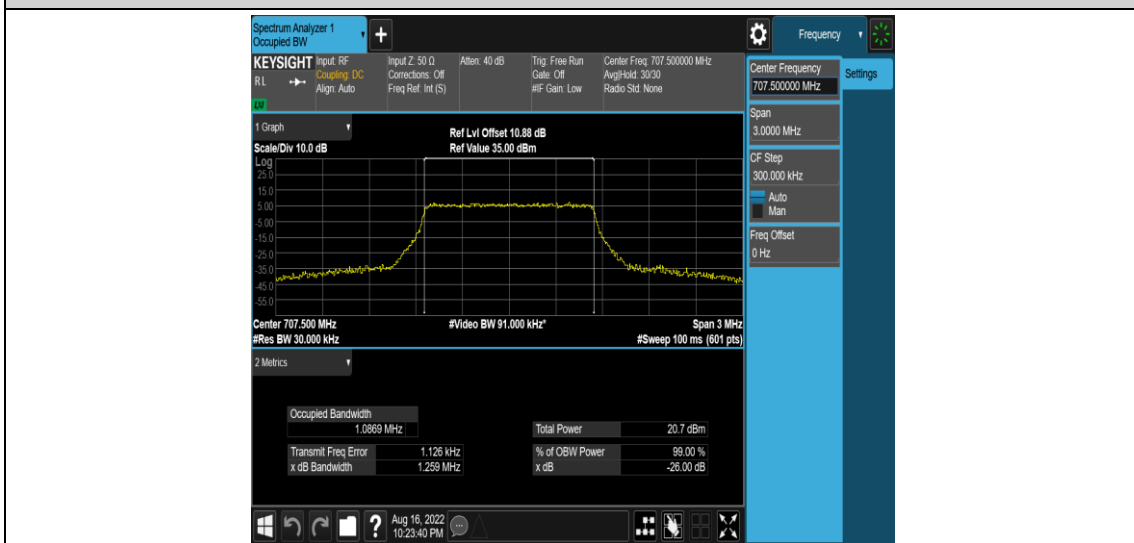 Spectrum Analyzer 1
Occupied BW
Frequency
KEYSIGHT
RL
Input: RF
Coupling: DC
Align: Auto
Input Z: 50 Ω
Corrections: Off
Freq Ref: Int (S)
Atten: 40 dB
Trig: Free Run
Gate: Off
#IF Gain: Low
Center Freq: 707.500000 MHz
Avg|Hold: 30/30
Radio Std: None
Center Frequency
707.500000 MHz
Settings
Span
3.0000 MHz
CF Step
300.000 kHz
Auto
Man
Freq Offset
0 Hz
1 Graph
Scale/Div 10.0 dB
Ref Lvl Offset 10.88 dB
Ref Value 35.00 dBm
Log
25.0
15.0
5.00
-5.00
-15.0
-25.0
-35.0
-45.0
-55.0
Center 707.500 MHz
#Video BW 91.000 kHz*
Span 3 MHz
#Res BW 30.000 kHz
#Sweep 100 ms (601 pts)
2 Metrics
Occupied Bandwidth
1.0869 MHz
Total Power 20.7 dBm
Transmit Freq Error 1.126 kHz
% of OBW Power 99.00 %
x dB Bandwidth 1.259 MHz
x dB -26.00 dB
?
Aug 16, 2022
10:23:40 PM